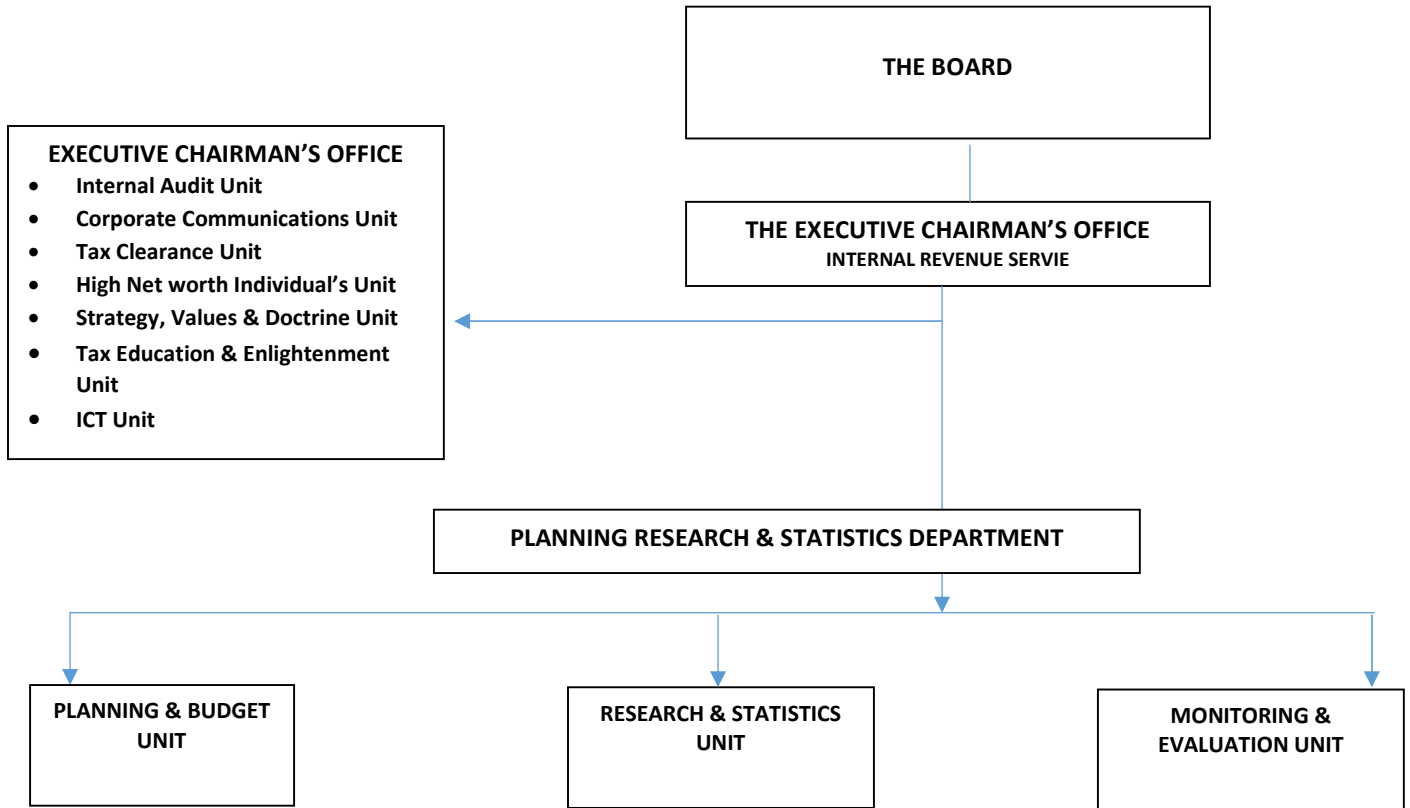 THE BOARD
EXECUTIVE CHAIRMAN’S OFFICE
• Internal Audit Unit
• Corporate Communications Unit
• Tax Clearance Unit
• High Net worth Individual’s Unit
• Strategy, Values & Doctrine Unit
• Tax Education & Enlightenment
Unit
• ICT Unit
THE EXECUTIVE CHAIRMAN’S OFFICE
INTERNAL REVENUE SERVIE
PLANNING RESEARCH & STATISTICS DEPARTMENT
PLANNING & BUDGET
UNIT
RESEARCH & STATISTICS
UNIT
MONITORING &
EVALUATION UNIT